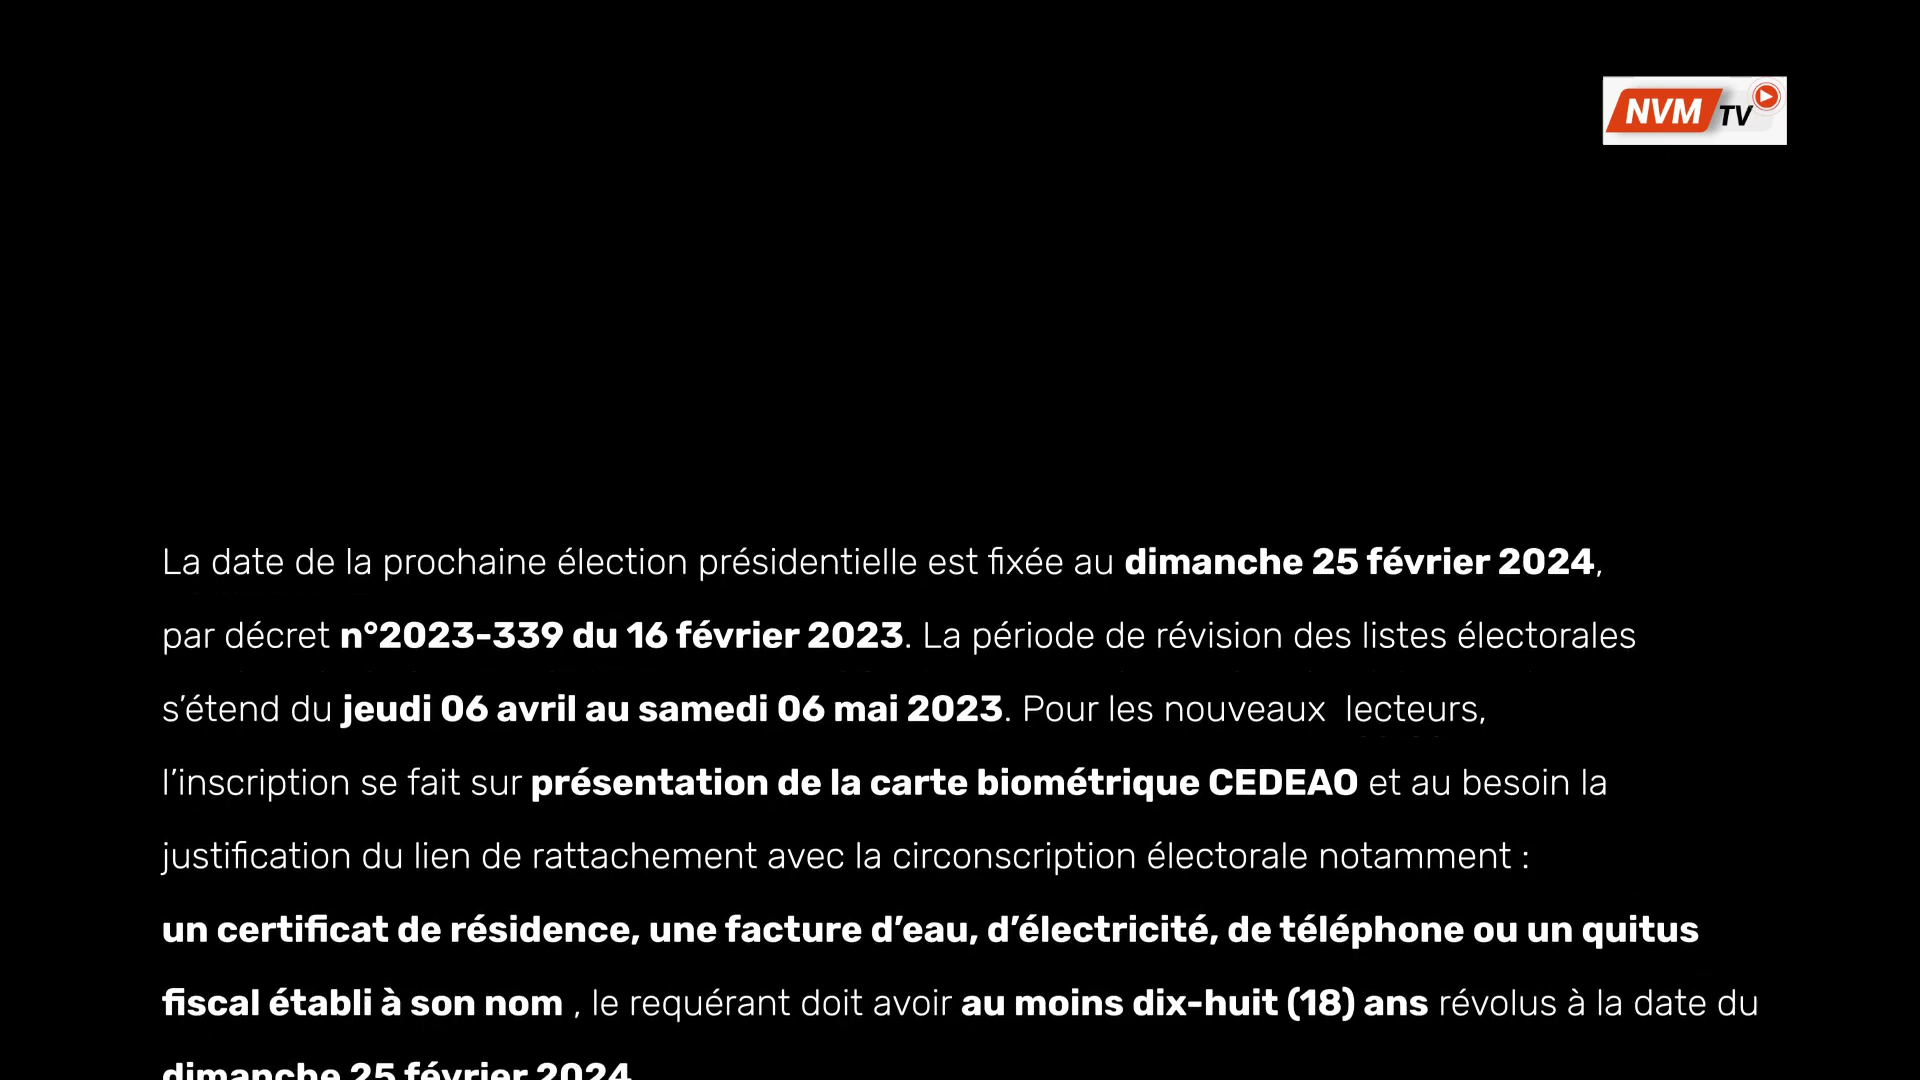 NVM TV
La date de la prochaine élection présidentielle est fixée au dimanche 25 février 2024,
par décret n°2023-339 du 16 février 2023. La période de révision des listes électorales
s’étend du jeudi 06 avril au samedi 06 mai 2023. Pour les nouveaux lecteurs,
l’inscription se fait sur présentation de la carte biométrique CEDEAO et au besoin la
justification du lien de rattachement avec la circonscription électorale notamment :
un certificat de résidence, une facture d’eau, d’électricité, de téléphone ou un quitus
fiscal établi à son nom , le requérant doit avoir au moins dix-huit (18) ans révolus à la date du
dimanche 25 février 2024